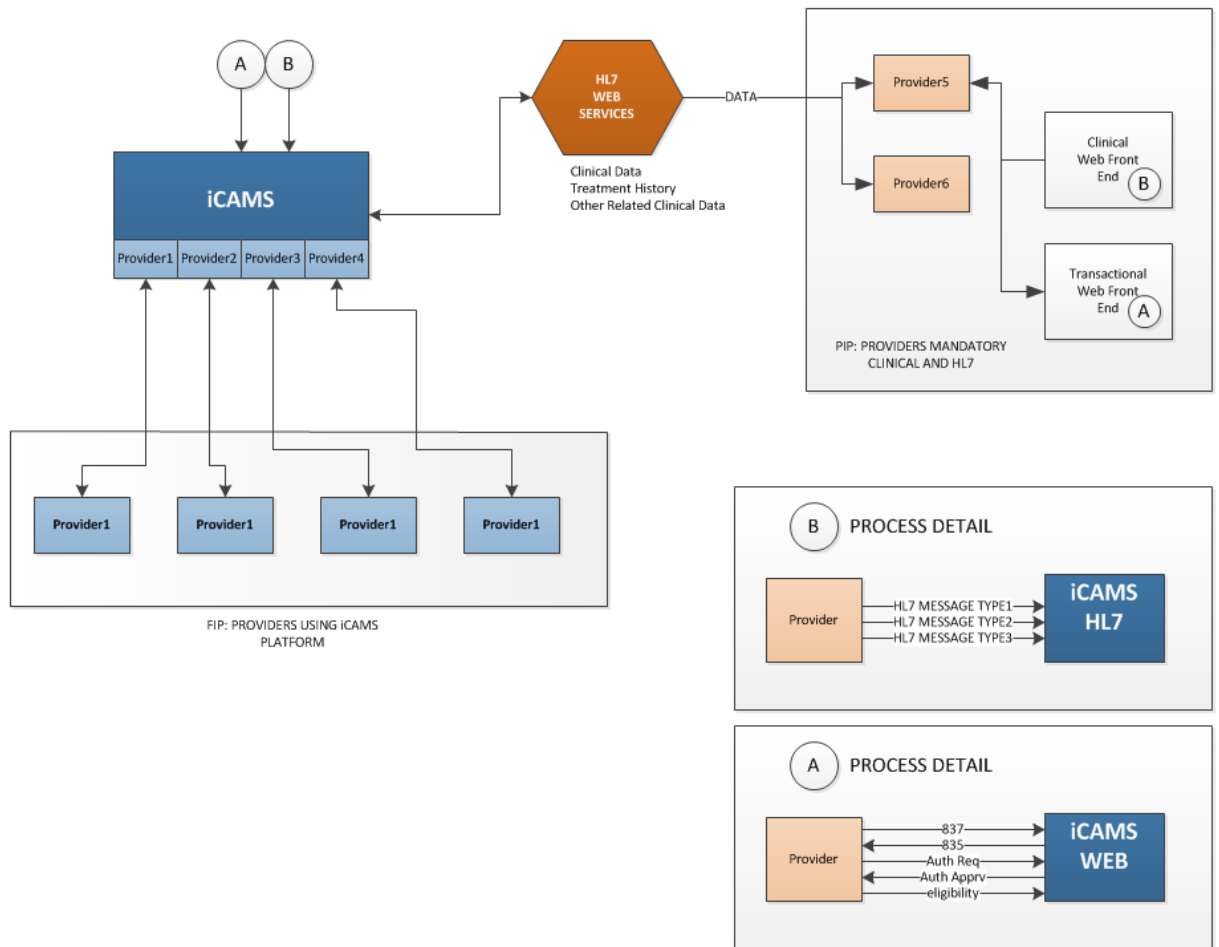 A
B
iCAMS
Provider1
Provider2
Provider3
Provider4
HL7
WEB
SERVICES
Clinical Data
Treatment History
Other Related Clinical Data
DATA
Provider5
Provider6
Clinical
Web Front
End
B
Transactional
Web Front
End
A
PIP: PROVIDERS MANDATORY
CLINICAL AND HL7
Provider1
Provider1
Provider1
Provider1
FIP: PROVIDERS USING iCAMS
PLATFORM
B
PROCESS DETAIL
Provider
HL7 MESSAGE TYPE1
HL7 MESSAGE TYPE2
HL7 MESSAGE TYPE3
iCAMS
HL7
A
PROCESS DETAIL
Provider
837
835
Auth Req
Auth Apprv
eligibility
iCAMS
WEB